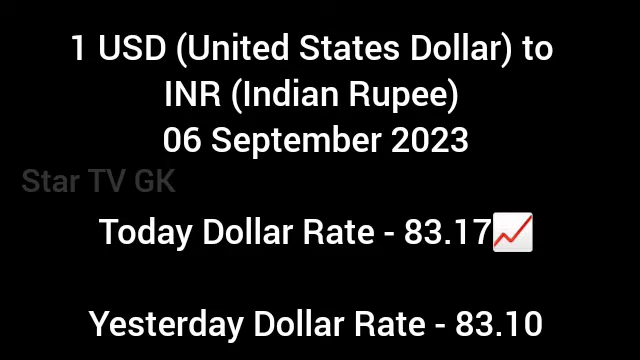 1 USD (United States Dollar) to
INR (Indian Rupee)
06 September 2023
Star TV GK
Today Dollar Rate - 83.17📈
Yesterday Dollar Rate - 83.10